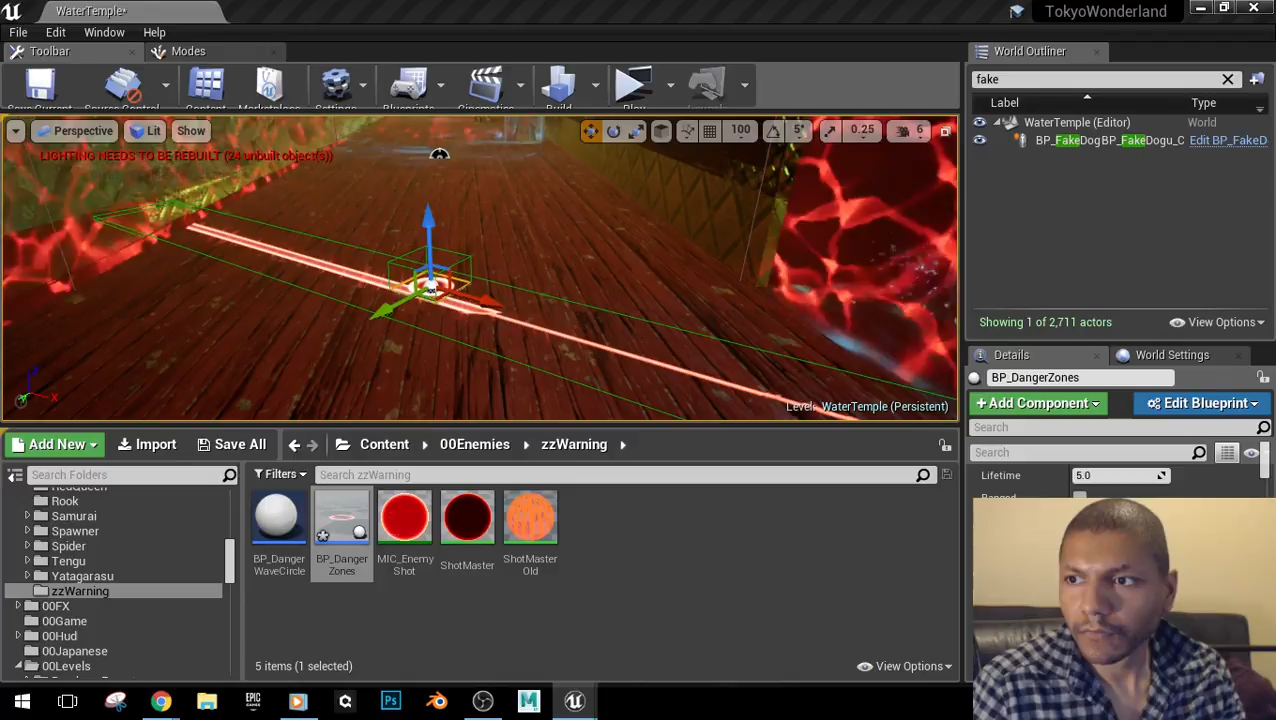 WaterTemple*
TokyoWonderland
File Edit Window Help
Toolbar
Modes
World Outliner
fake
Label
Type
WaterTemple (Editor)
World
BP_FakeDogBP_FakeDogu_C
Edit BP_FakeD
Showing 1 of 2,711 actors
View Options
Perspective
Lit
Show
100
5°
0.25
6
LIGHTING NEEDS TO BE REBUILT (24 unbuilt object(s))
Level: WaterTemple (Persistent)
Details
World Settings
BP_DangerZones
Add Component
Edit Blueprint
Search
Search
Lifetime
5.0
Add New
Import
Save All
Content
00Enemies
zzWarning
Search Folders
Filters
Search zzWarning
Rook
Samurai
Spawner
Spider
Tengu
Yatagarasu
zzWarning
00FX
00Game
00Hud
00Japanese
00Levels
BP_Danger
WaveCircle
BP_Danger
Zones
MIC_Enemy
Shot
ShotMaster
ShotMaster
Old
5 items (1 selected)
View Options
EPIC
GAMES
Ps
M